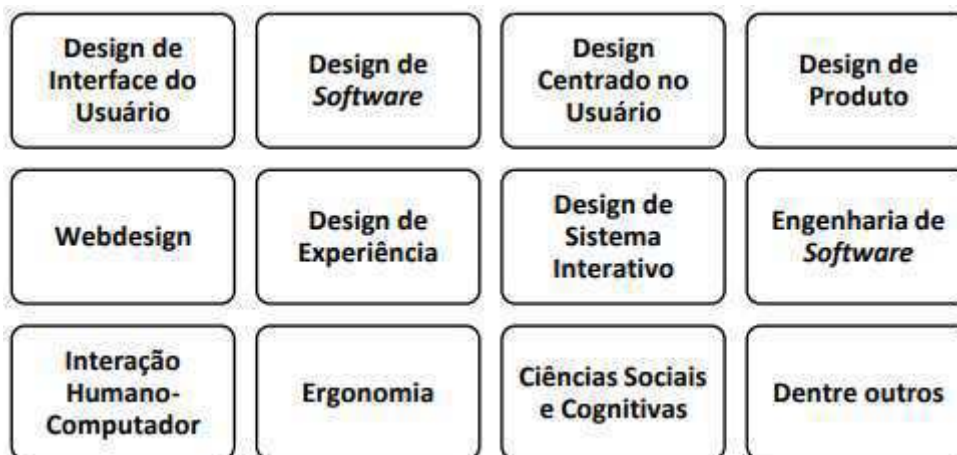 Design de
Interface do
Usuário
Design de
Software
Design
Centrado no
Usuário
Design de
Produto
Webdesign
Design de
Experiência
Design de
Sistema
Interativo
Engenharia de
Software
Interação
Humano-
Computador
Ergonomia
Ciências Sociais
e Cognitivas
Dentre outros